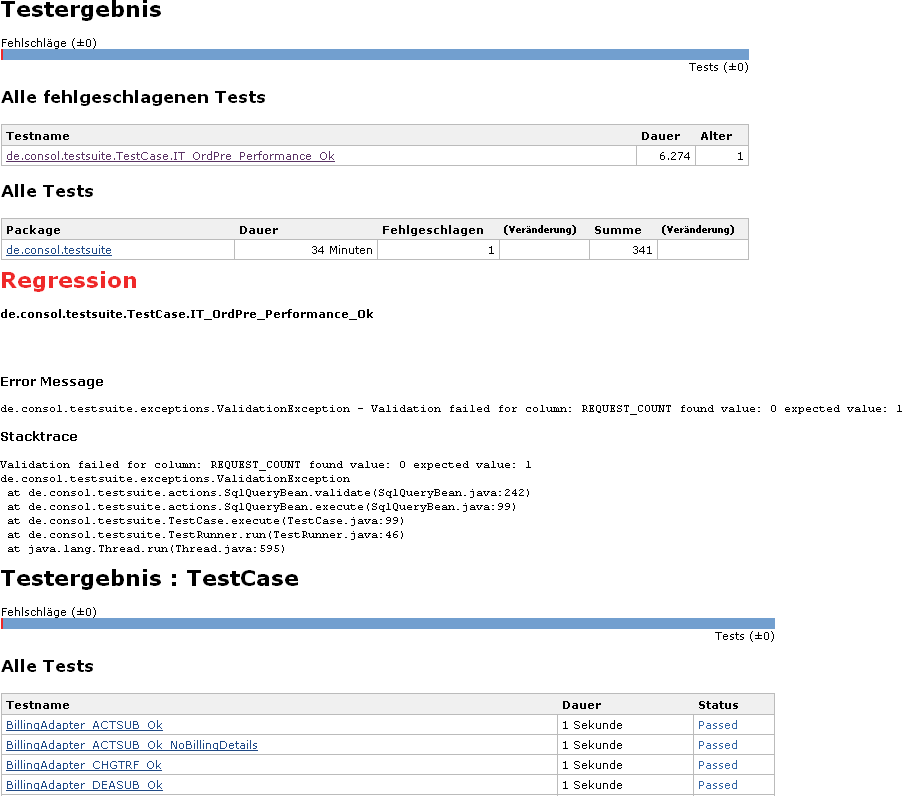 Testergebnis
Fehlschläge (±0)
Tests (±0)
Alle fehlgeschlagenen Tests
Testname Dauer Alter
de.consol.testsuite.TestCase.IT_OrdPre_Performance_Ok 6.274 1
Alle Tests
Package Dauer Fehlgeschlagen (Veränderung) Summe (Veränderung)
de.consol.testsuite 34 Minuten 1 341
Regression
de.consol.testsuite.TestCase.IT_OrdPre_Performance_Ok
Error Message
de.consol.testsuite.exceptions.ValidationException - Validation failed for column: REQUEST_COUNT found value: 0 expected value: 1
Stacktrace
Validation failed for column: REQUEST_COUNT found value: 0 expected value: 1
de.consol.testsuite.exceptions.ValidationException
at de.consol.testsuite.actions.SqlQueryBean.validate(SqlQueryBean.java:242)
at de.consol.testsuite.actions.SqlQueryBean.execute(SqlQueryBean.java:99)
at de.consol.testsuite.TestCase.execute(TestCase.java:99)
at de.consol.testsuite.TestRunner.run(TestRunner.java:46)
at java.lang.Thread.run(Thread.java:595)
Testergebnis : TestCase
Fehlschläge (±0)
Tests (±0)
Alle Tests
Testname Dauer Status
BillingAdapter_ACTSUB_Ok 1 Sekunde Passed
BillingAdapter_ACTSUB_Ok_NoBillingDetails 1 Sekunde Passed
BillingAdapter_CHGTRF_Ok 1 Sekunde Passed
BillingAdapter_DEASUB_Ok 1 Sekunde Passed